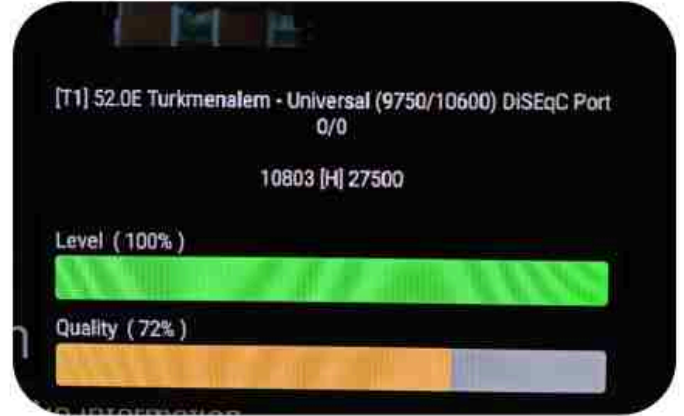 [T1] 52.0E Turkmenalem - Universal (9750/10600) DiSEqC Port
0/0
10803 [H] 27500
Level ( 100% )
Quality ( 72% )